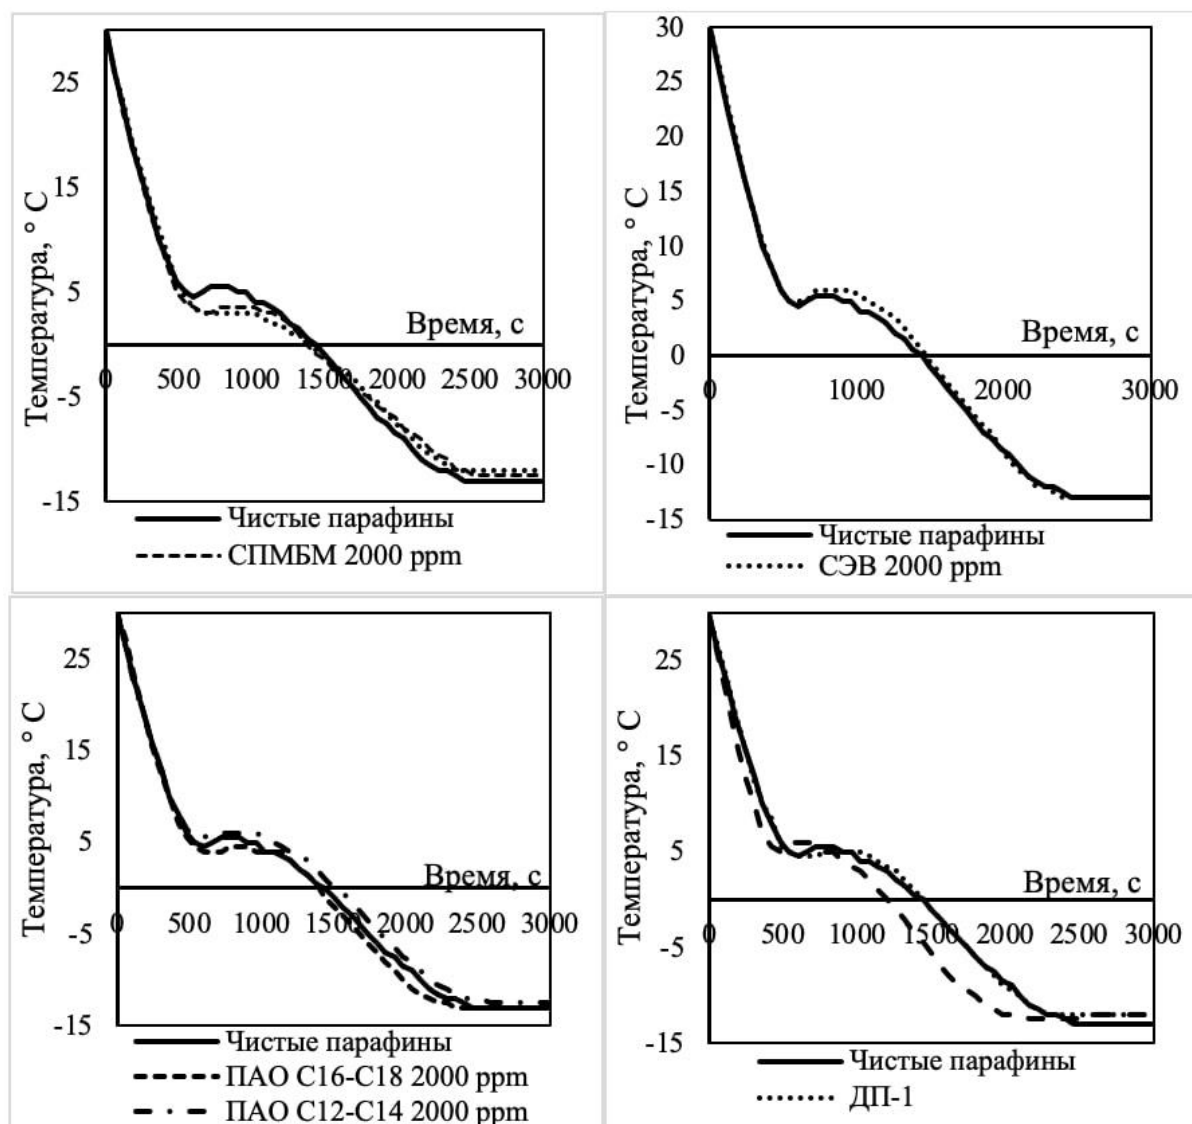 25
15
5
-5
-15
Температура, ° С
Время, с
0 500 1000 1500 2000 2500 3000
Чистые парафины
СПМБМ 2000 ppm
30
25
20
15
10
5
0
-5
-10
-15
Температура, ° С
Время, с
0 1000 2000 3000
Чистые парафины
СЭВ 2000 ppm
25
15
5
-5
-15
Температура, ° С
Время, с
0 500 1000 1500 2000 2500 3000
Чистые парафины
ПАО С16-С18 2000 ppm
ПАО С12-С14 2000 ppm
25
15
5
-5
-15
Температура, ° С
Время, с
0 500 1000 1500 2000 2500 3000
Чистые парафины
ДП-1